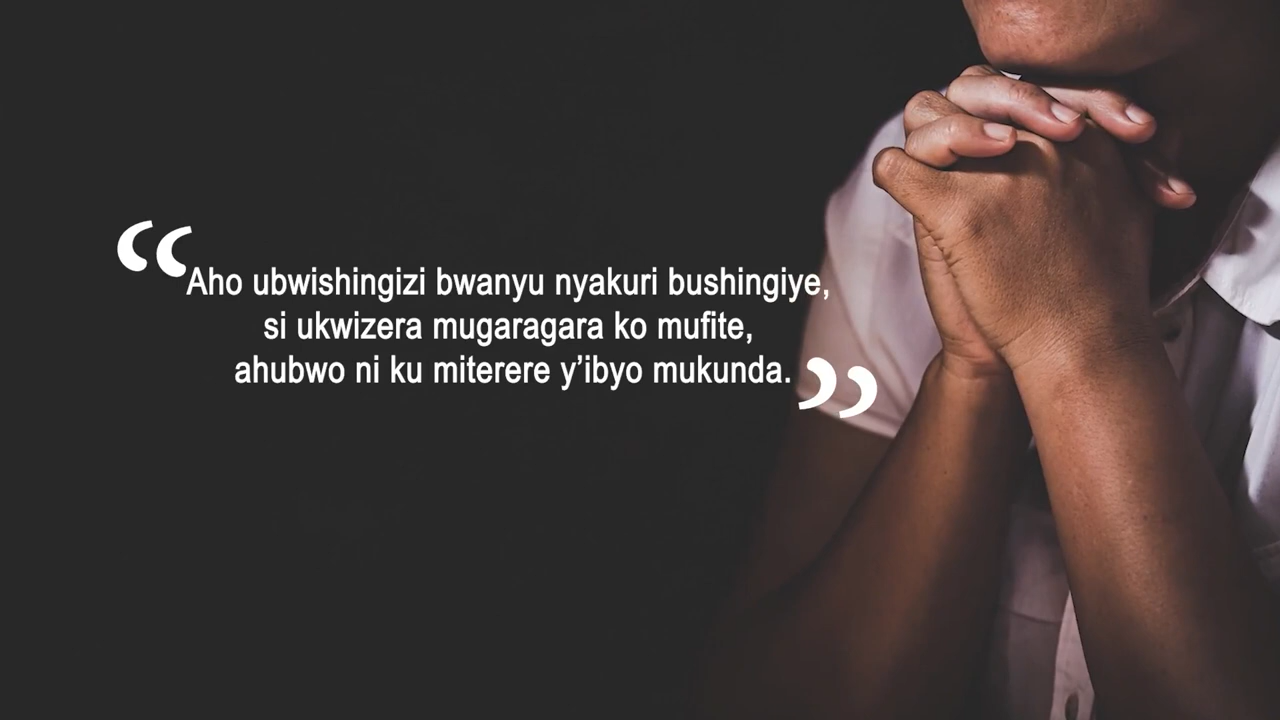 “Aho ubwishingizi bwanyu nyakuri bushingiye,
si ukwizera mugaragara ko mufite,
ahubwo ni ku miterere y’ibyo mukunda.”